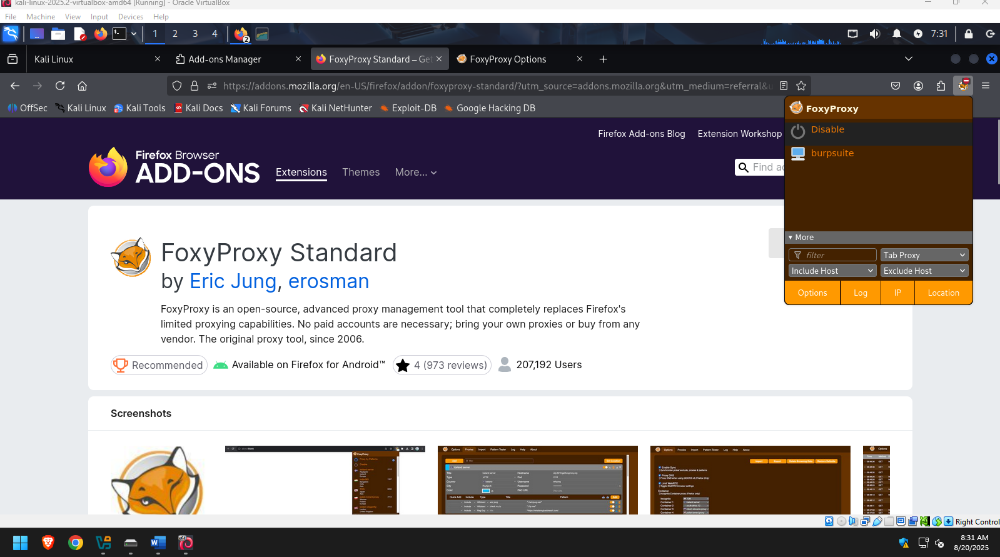 kali-linux-2025.2-virtualbox-amd64 [Running] - Oracle VirtualBox
File Machine View Input Devices Help
1 2 3 4 2 7:31
Kali Linux
Add-ons Manager
FoxyProxy Standard – Get
FoxyProxy Options
https://addons.mozilla.org/en-US/firefox/addon/foxyproxy-standard/?utm_source=addons.mozilla.org&utm_medium=referral&u
OffSec Kali Linux Kali Tools Kali Docs Kali Forums Kali NetHunter Exploit-DB Google Hacking DB
FoxyProxy
Disable
burpsuite
More
filter Tab Proxy
Include Host Exclude Host
Options Log IP Location
Firefox Add-ons Blog Extension Workshop
Firefox Browser
ADD-ONS
Extensions Themes More...
Find ad
FoxyProxy Standard
by Eric Jung, erosman
FoxyProxy is an open-source, advanced proxy management tool that completely replaces Firefox's
limited proxying capabilities. No paid accounts are necessary; bring your own proxies or buy from any
vendor. The original proxy tool, since 2006.
Recommended Available on Firefox for Android™ 4 (973 reviews) 207,192 Users
Screenshots
Right Control
8:31 AM
8/20/2025